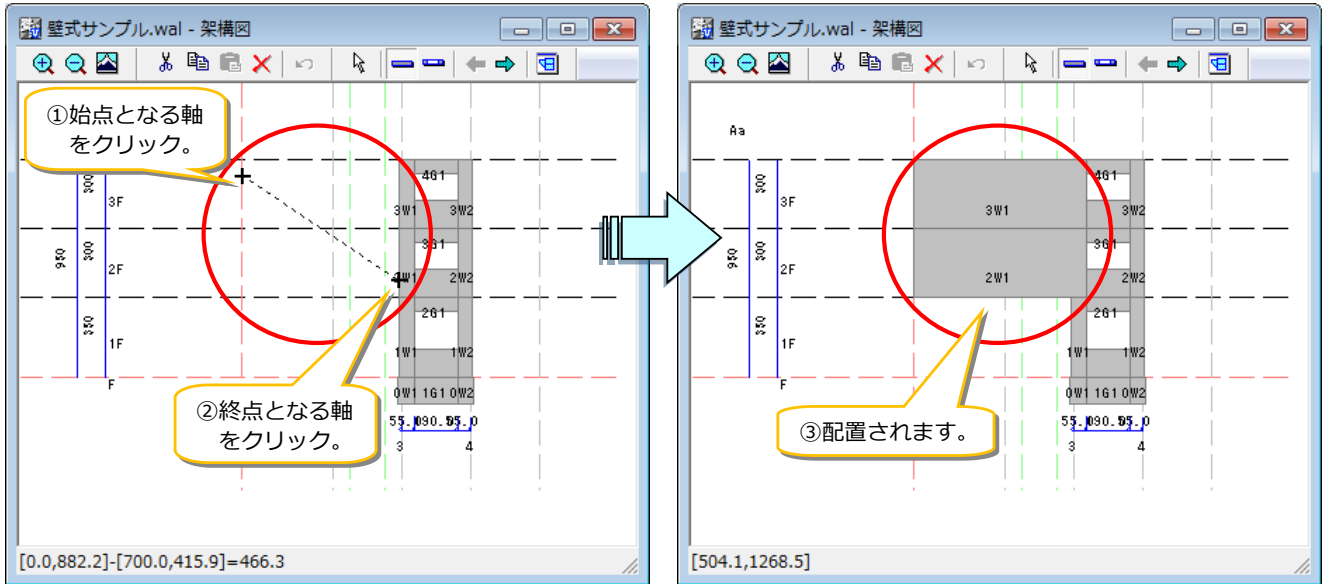 壁式サンプル.wal - 架構図
①始点となる軸
をクリック。
300
3F
950
300
2F
350
1F
F
4G1
3W1 3W2
3G1
2W1 2W2
2G1
1W1 1W2
0W1 1G1 0W2
3 4
②終点となる軸
をクリック。
[0.0,882.2]-[700.0,415.9]=466.3
壁式サンプル.wal - 架構図
Aa
300
3F
950
300
2F
350
1F
F
4G1
3W1 3W2
3G1
2W1 2W2
2G1
1W1 1W2
0W1 1G1 0W2
3 4
③配置されます。
[504.1,1268.5]